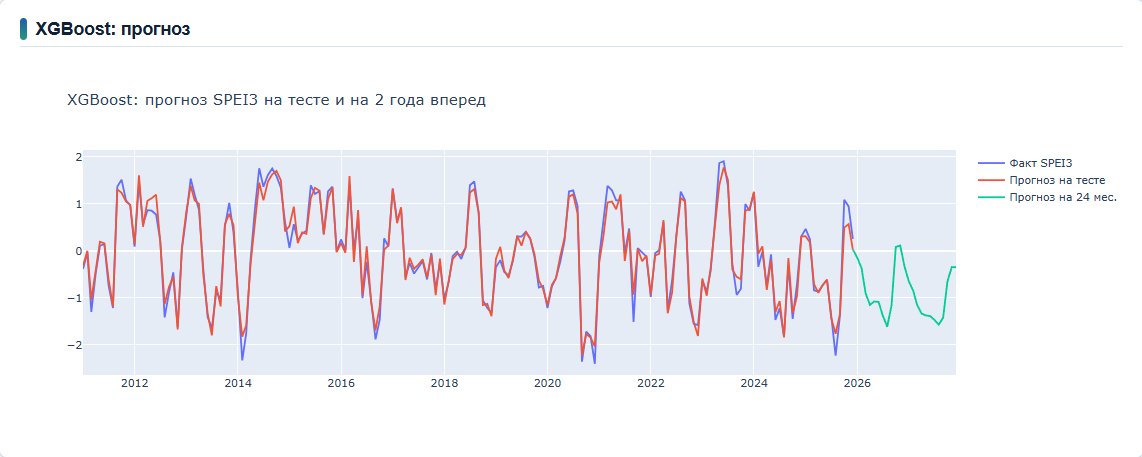 XGBoost: прогноз
XGBoost: прогноз SPEI3 на тесте и на 2 года вперед
Факт SPEI3
Прогноз на тесте
Прогноз на 24 мес.
2
1
0
−1
−2
2012 2014 2016 2018 2020 2022 2024 2026